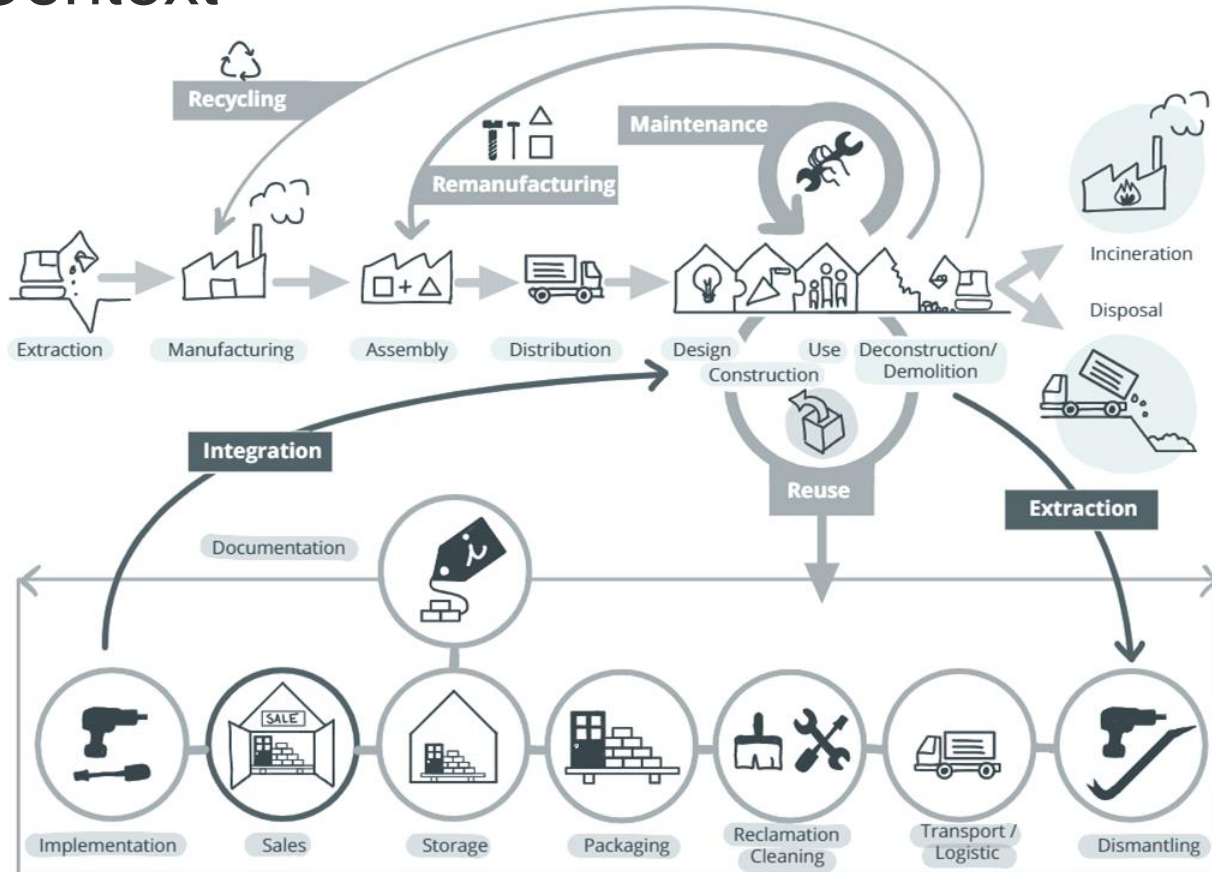 Recycling
Maintenance
Remanufacturing
Incineration
Disposal
Extraction
Manufacturing
Assembly
Distribution
Design
Construction
Use
Deconstruction/
Demolition
Integration
Reuse
Extraction
Documentation
i
SALE
Implementation
Sales
Storage
Packaging
Reclamation
Cleaning
Transport /
Logistic
Dismantling